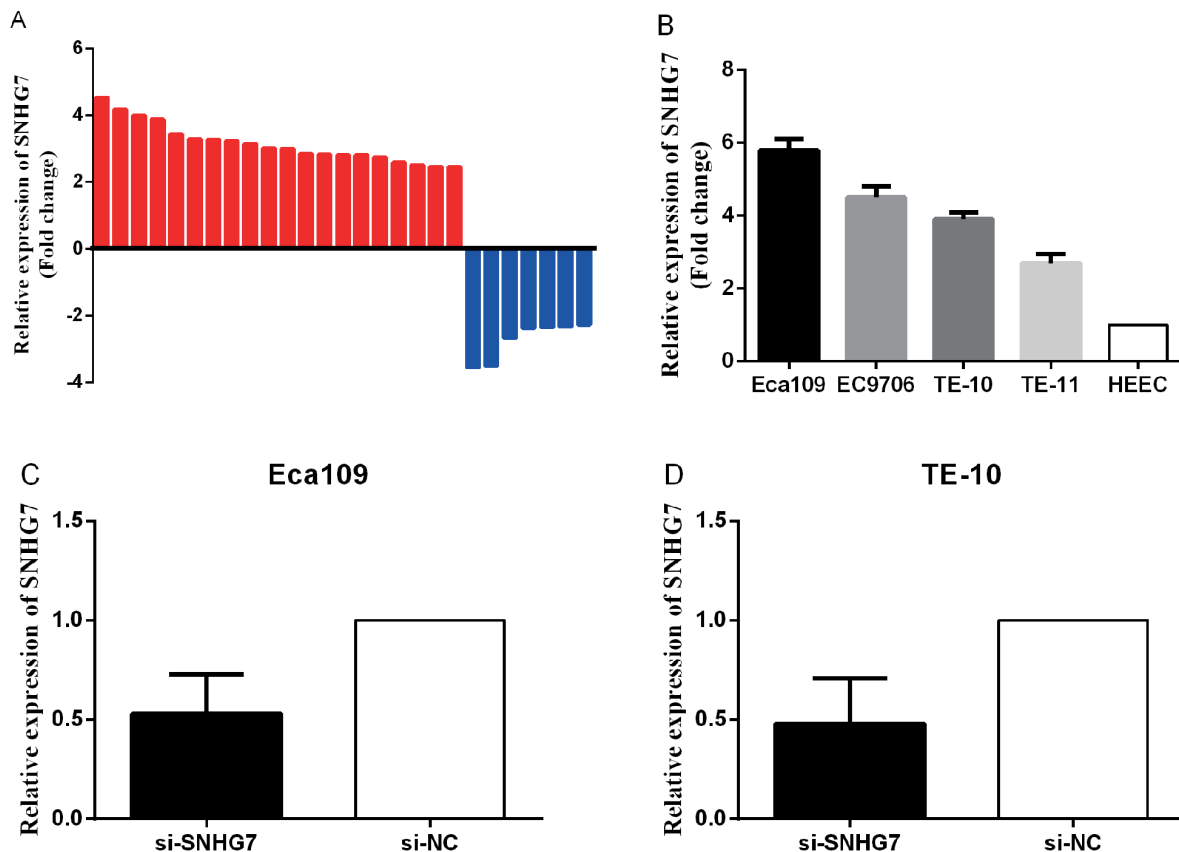 A
Relative expression of SNHG7
(Fold change)
6
4
2
0
-2
-4
B
Relative expression of SNHG7
(Fold change)
8
6
4
2
0
Eca109 EC9706 TE-10 TE-11 HEEC
C
Eca109
Relative expression of SNHG7
1.5
1.0
0.5
0.0
si-SNHG7 si-NC
D
TE-10
Relative expression of SNHG7
1.5
1.0
0.5
0.0
si-SNHG7 si-NC